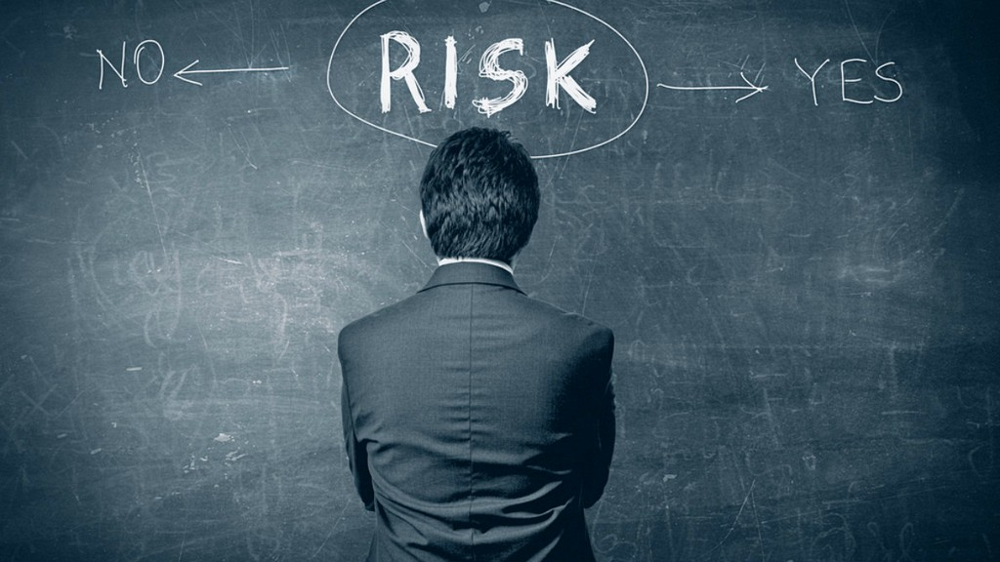 NO RISK YES